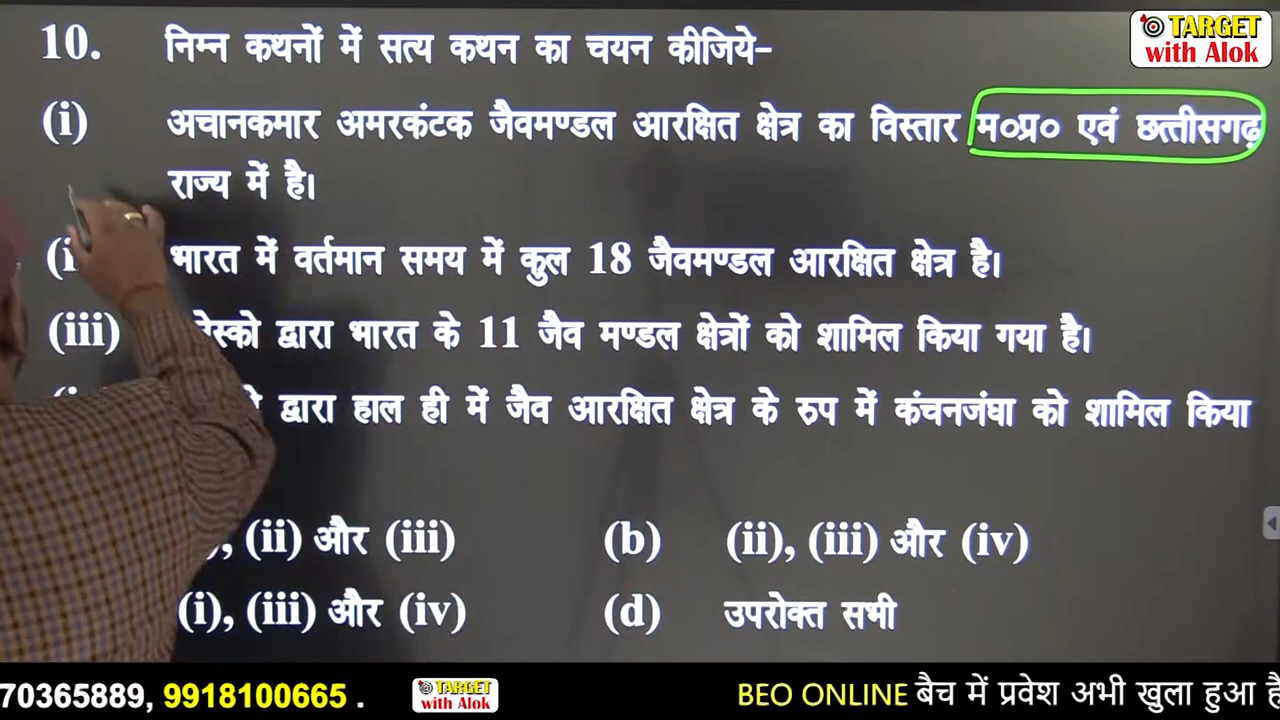 TARGET
with Alok
10. निम्न कथनों में सत्य कथन का चयन कीजिये-
(i) अचानकमार अमरकंटक जैवमण्डल आरक्षित क्षेत्र का विस्तार म०प्र० एवं छत्तीसगढ़
राज्य में है।
भारत में वर्तमान समय में कुल 18 जैवमण्डल आरक्षित क्षेत्र है।
(iii) द्वारा भारत के 11 जैव मण्डल क्षेत्रों को शामिल किया गया है।
द्वारा हाल ही में जैव आरक्षित क्षेत्र के रुप में कंचनजंघा को शामिल किया
(ii) और (iii) (b) (ii), (iii) और (iv)
(i), (iii) और (iv) (d) उपरोक्त सभी
70365889, 9918100665 . TARGET with Alok BEO ONLINE बैच में प्रवेश अभी खुला हुआ है